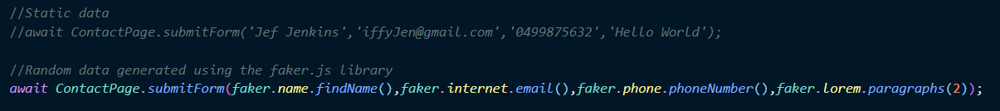 //Static data
//await ContactPage.submitForm('Jef Jenkins','iffyJen@gmail.com','0499875632','Hello World');
//Random data generated using the faker.js library
await ContactPage.submitForm(faker.name.findName(),faker.internet.email(),faker.phone.phoneNumber(),faker.lorem.paragraphs(2));